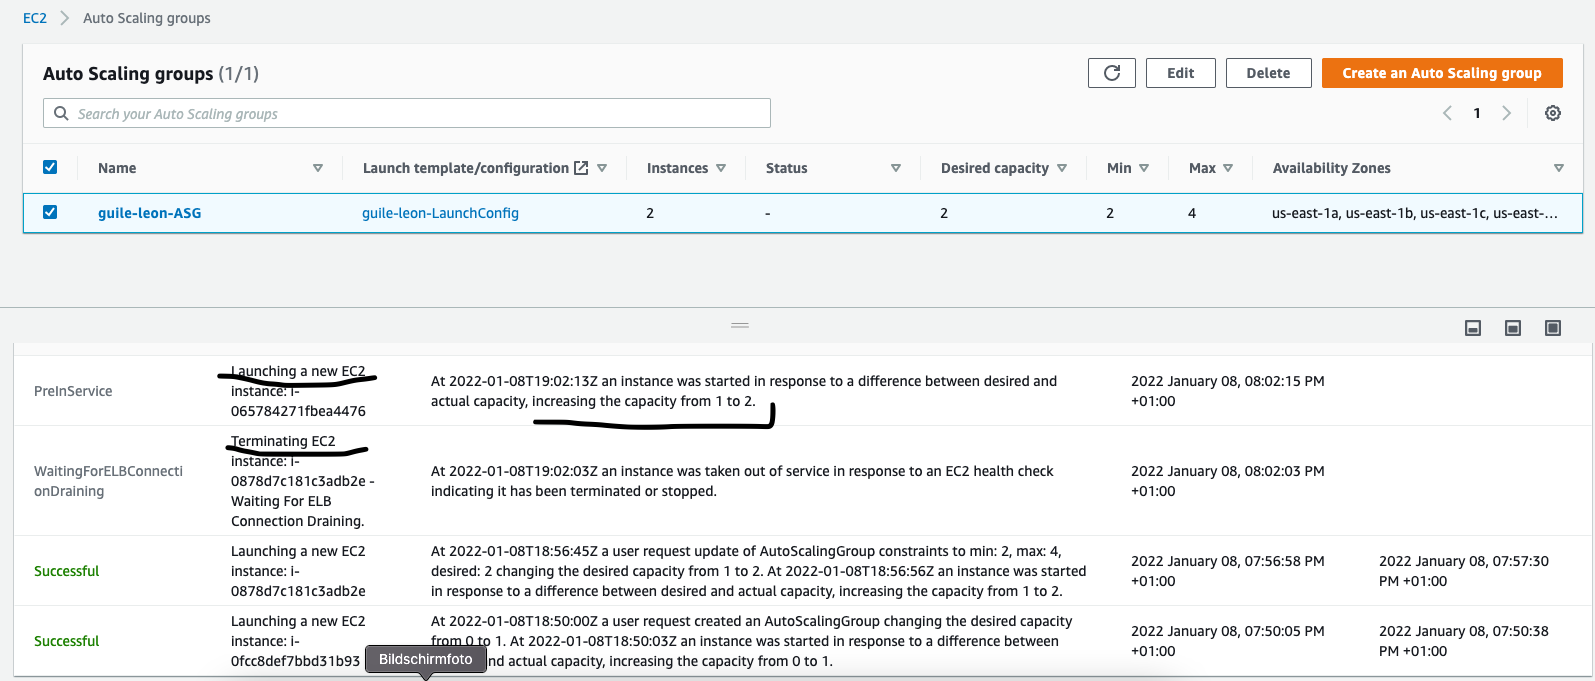 EC2 > Auto Scaling groups
Auto Scaling groups (1/1)
Edit
Delete
Create an Auto Scaling group
Search your Auto Scaling groups
1
Name Launch template/configuration Instances Status Desired capacity Min Max Availability Zones
guile-leon-ASG guile-leon-LaunchConfig 2 - 2 2 4 us-east-1a, us-east-1b, us-east-1c, us-east-...
PreInService
Launching a new EC2
instance: i-
065784271fbea4476
At 2022-01-08T19:02:13Z an instance was started in response to a difference between desired and
actual capacity, increasing the capacity from 1 to 2.
2022 January 08, 08:02:15 PM
+01:00
WaitingForELBConnecti
onDraining
Terminating EC2
instance: i-
0878d7c181c3adb2e -
Waiting For ELB
Connection Draining.
At 2022-01-08T19:02:03Z an instance was taken out of service in response to an EC2 health check
indicating it has been terminated or stopped.
2022 January 08, 08:02:03 PM
+01:00
Successful
Launching a new EC2
instance: i-
0878d7c181c3adb2e
At 2022-01-08T18:56:45Z a user request update of AutoScalingGroup constraints to min: 2, max: 4,
desired: 2 changing the desired capacity from 1 to 2. At 2022-01-08T18:56:56Z an instance was started
in response to a difference between desired and actual capacity, increasing the capacity from 1 to 2.
2022 January 08, 07:56:58 PM
+01:00
2022 January 08, 07:57:30
PM +01:00
Successful
Launching a new EC2
instance: i-
0fcc8def7bbd31b93
At 2022-01-08T18:50:00Z a user request created an AutoScalingGroup changing the desired capacity
from 0 to 1. At 2022-01-08T18:50:03Z an instance was started in response to a difference between
nd actual capacity, increasing the capacity from 0 to 1.
2022 January 08, 07:50:05 PM
+01:00
2022 January 08, 07:50:38
PM +01:00
Bildschirmfoto